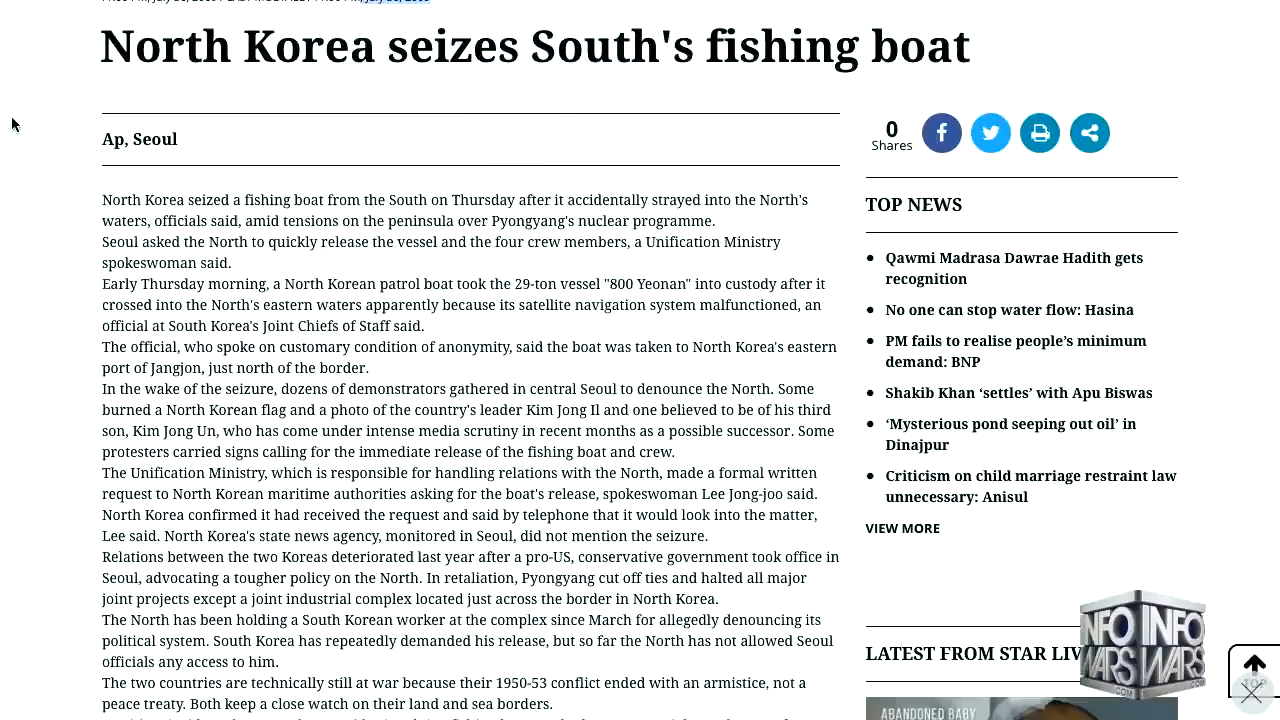 North Korea seizes South's fishing boat
Ap, Seoul
North Korea seized a fishing boat from the South on Thursday after it accidentally strayed into the North's
waters, officials said, amid tensions on the peninsula over Pyongyang's nuclear programme.
Seoul asked the North to quickly release the vessel and the four crew members, a Unification Ministry
spokeswoman said.
Early Thursday morning, a North Korean patrol boat took the 29-ton vessel "800 Yeonan" into custody after it
crossed into the North's eastern waters apparently because its satellite navigation system malfunctioned, an
official at South Korea's Joint Chiefs of Staff said.
The official, who spoke on customary condition of anonymity, said the boat was taken to North Korea's eastern
port of Jangjon, just north of the border.
In the wake of the seizure, dozens of demonstrators gathered in central Seoul to denounce the North. Some
burned a North Korean flag and a photo of the country's leader Kim Jong Il and one believed to be of his third
son, Kim Jong Un, who has come under intense media scrutiny in recent months as a possible successor. Some
protesters carried signs calling for the immediate release of the fishing boat and crew.
The Unification Ministry, which is responsible for handling relations with the North, made a formal written
request to North Korean maritime authorities asking for the boat's release, spokeswoman Lee Jong-joo said.
North Korea confirmed it had received the request and said by telephone that it would look into the matter,
Lee said. North Korea's state news agency, monitored in Seoul, did not mention the seizure.
Relations between the two Koreas deteriorated last year after a pro-US, conservative government took office in
Seoul, advocating a tougher policy on the North. In retaliation, Pyongyang cut off ties and halted all major
joint projects except a joint industrial complex located just across the border in North Korea.
The North has been holding a South Korean worker at the complex since March for allegedly denouncing its
political system. South Korea has repeatedly demanded his release, but so far the North has not allowed Seoul
officials any access to him.
The two countries are technically still at war because their 1950-53 conflict ended with an armistice, not a
peace treaty. Both keep a close watch on their land and sea borders.
0
Shares
TOP NEWS
Qawmi Madrasa Dawrae Hadith gets
recognition
No one can stop water flow: Hasina
PM fails to realise people’s minimum
demand: BNP
Shakib Khan ‘settles’ with Apu Biswas
‘Mysterious pond seeping out oil’ in
Dinajpur
Criticism on child marriage restraint law
unnecessary: Anisul
VIEW MORE
LATEST FROM STAR LIV
INFO INFO
WARS WARS
.COM .COM
TOP
ABANDONED BABY